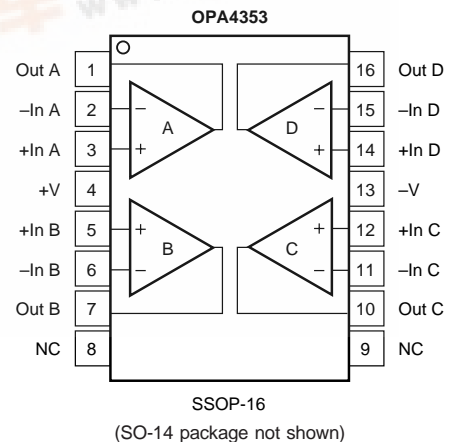 OPA4353
Out A 1 16 Out D
–In A 2 – – 15 –In D
A D
+In A 3 + + 14 +In D
+V 4 13 –V
+In B 5 + + 12 +In C
B C
–In B 6 – – 11 –In C
Out B 7 10 Out C
NC 8 9 NC
SSOP-16
(SO-14 package not shown)